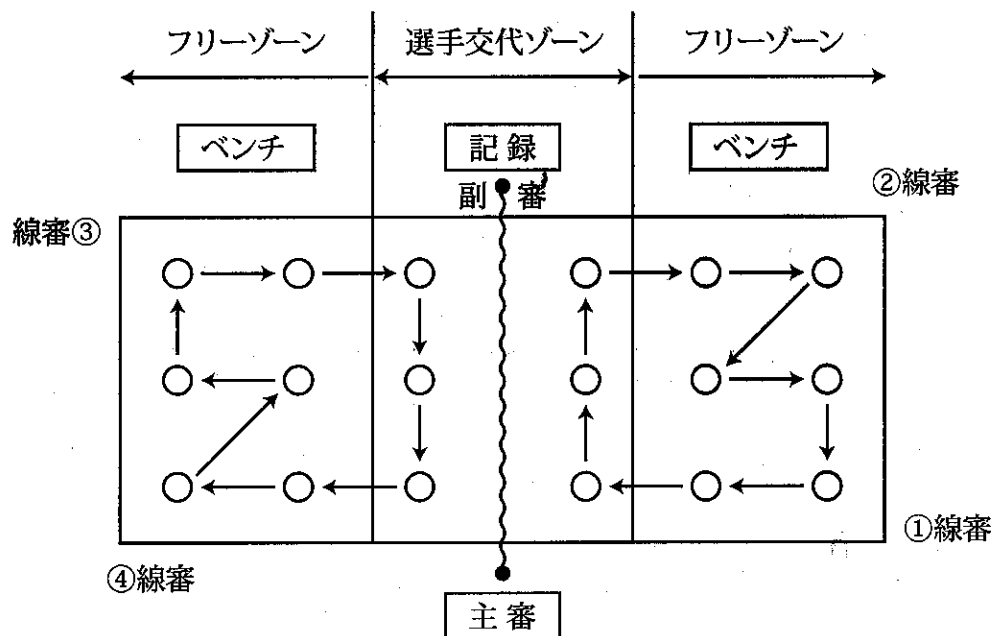 フリーゾーン 選手交代ゾーン フリーゾーン
ベンチ 記録 ベンチ
副審
②線審
線審③
①線審
④線審
主審